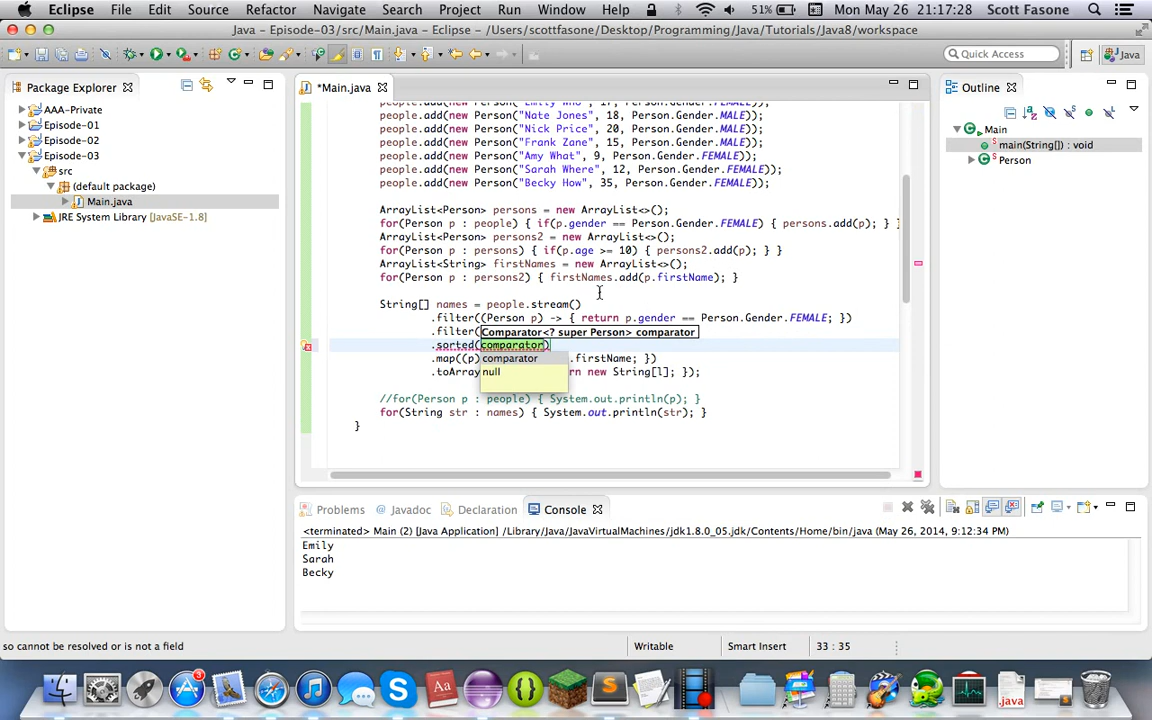 Eclipse File Edit Source Refactor Navigate Search Project Run Window Help 51% Mon May 26 21:17:28 Scott Fasone
Java - Episode-03/src/Main.java - Eclipse - /Users/scottfasone/Desktop/Programming/Java/Tutorials/Java8/workspace
Quick Access Java
Package Explorer
AAA-Private
Episode-01
Episode-02
Episode-03
src
(default package)
Main.java
JRE System Library [JavaSE-1.8]
*Main.java
people.add(new Person("Emily Who", 17, Person.Gender.FEMALE));
people.add(new Person("Nate Jones", 18, Person.Gender.MALE));
people.add(new Person("Nick Price", 20, Person.Gender.MALE));
people.add(new Person("Frank Zane", 15, Person.Gender.MALE));
people.add(new Person("Amy What", 9, Person.Gender.FEMALE));
people.add(new Person("Sarah Where", 12, Person.Gender.FEMALE));
people.add(new Person("Becky How", 35, Person.Gender.FEMALE));
ArrayList<Person> persons = new ArrayList<>();
for(Person p : people) { if(p.gender == Person.Gender.FEMALE) { persons.add(p); } }
ArrayList<Person> persons2 = new ArrayList<>();
for(Person p : persons) { if(p.age >= 10) { persons2.add(p); } }
ArrayList<String> firstNames = new ArrayList<>();
for(Person p : persons2) { firstNames.add(p.firstName); }
String[] names = people.stream()
.filter((Person p) -> { return p.gender == Person.Gender.FEMALE; })
.filter(
Comparator<? super Person> comparator
.sorted(comparator)
.map((p) .firstName; })
.toArray rn new String[l]; });
comparator
null
//for(Person p : people) { System.out.println(p); }
for(String str : names) { System.out.println(str); }
}
Outline
Main
main(String[]) : void
Person
Problems Javadoc Declaration Console
<terminated> Main (2) [Java Application] /Library/Java/JavaVirtualMachines/jdk1.8.0_05.jdk/Contents/Home/bin/java (May 26, 2014, 9:12:34 PM)
Emily
Sarah
Becky
so cannot be resolved or is not a field Writable Smart Insert 33 : 35